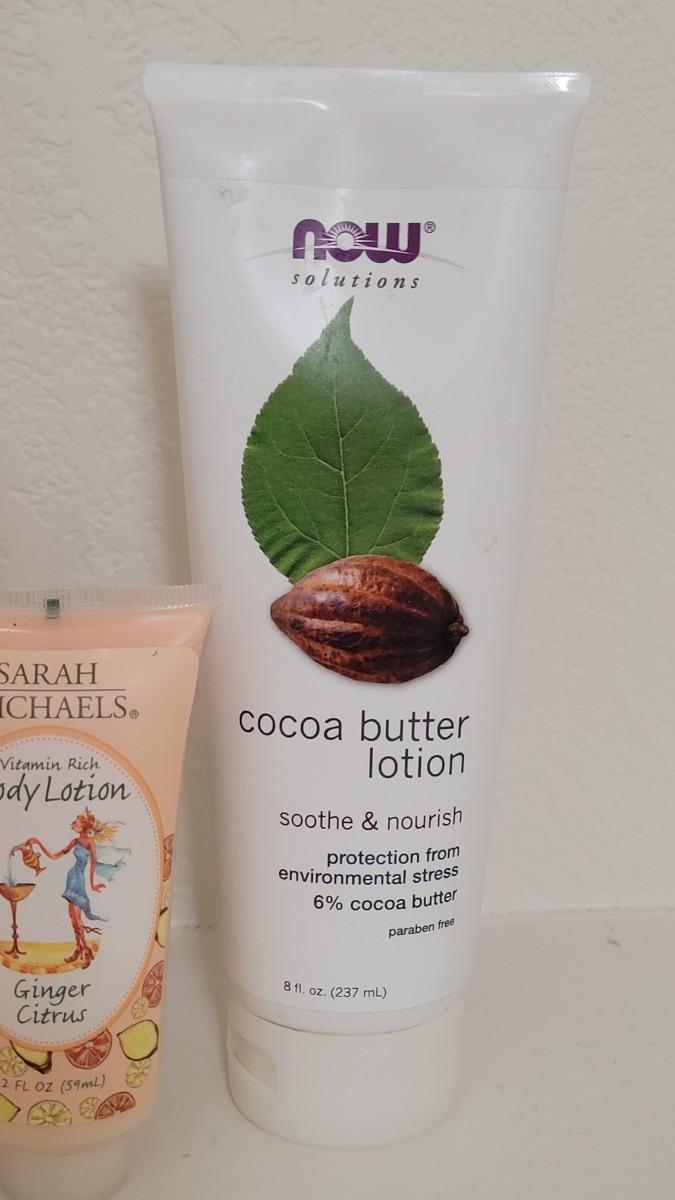 now®
solutions
cocoa butter
lotion
soothe & nourish
protection from
environmental stress
6% cocoa butter
paraben free
8 fl. oz. (237 mL)
SARAH
ICHAELS®
Vitamin Rich
ody Lotion
Ginger
Citrus
2 FL OZ (59mL)